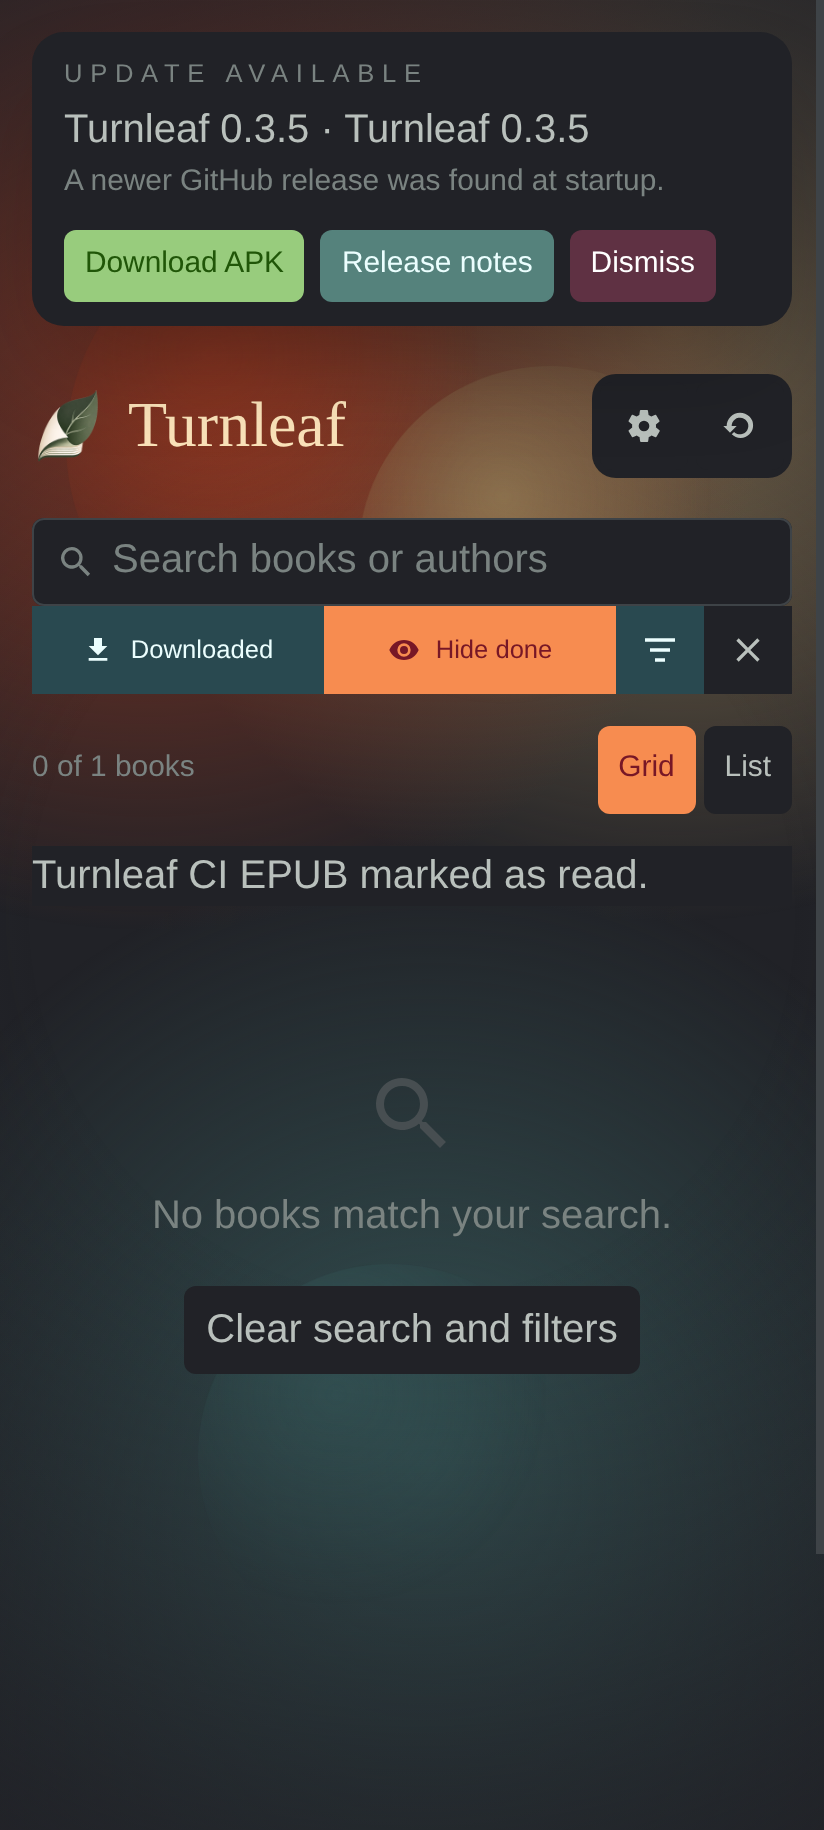 UPDATE AVAILABLE
Turnleaf 0.3.5 · Turnleaf 0.3.5
A newer GitHub release was found at startup.
Download APK Release notes Dismiss
Turnleaf
Search books or authors
Downloaded Hide done
0 of 1 books Grid List
Turnleaf CI EPUB marked as read.
No books match your search.
Clear search and filters